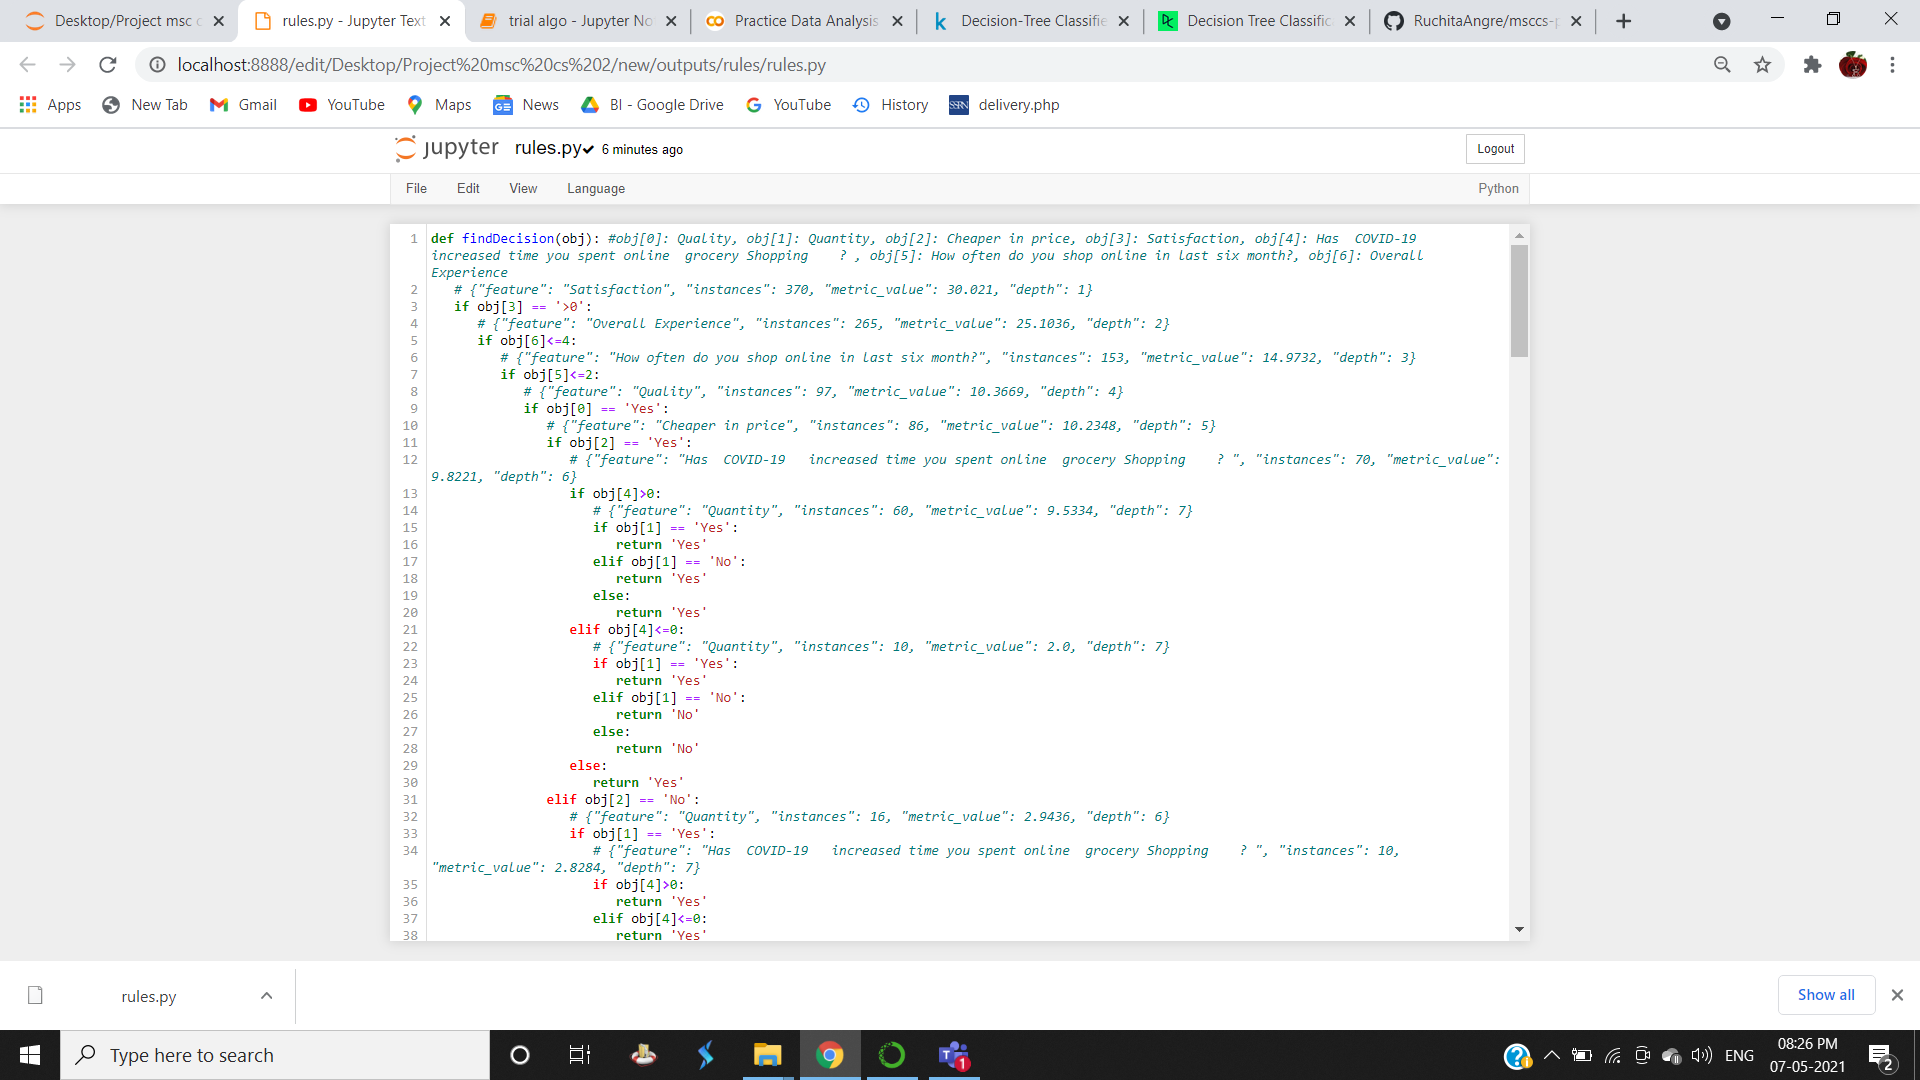 Desktop/Project msc c
rules.py - Jupyter Text
trial algo - Jupyter No
Practice Data Analysis
Decision-Tree Classifie
Decision Tree Classific
RuchitaAngre/msccs-p
localhost:8888/edit/Desktop/Project%20msc%20cs%202/new/outputs/rules/rules.py
Apps
New Tab
Gmail
YouTube
Maps
News
BI - Google Drive
YouTube
History
SSRN delivery.php
jupyter rules.py 6 minutes ago
Logout
File Edit View Language
Python
1 def findDecision(obj): #obj[0]: Quality, obj[1]: Quantity, obj[2]: Cheaper in price, obj[3]: Satisfaction, obj[4]: Has  COVID-19
increased time you spent online  grocery Shopping    ? , obj[5]: How often do you shop online in last six month?, obj[6]: Overall
Experience
2 # {"feature": "Satisfaction", "instances": 370, "metric_value": 30.021, "depth": 1}
3 if obj[3] == '>0':
4 # {"feature": "Overall Experience", "instances": 265, "metric_value": 25.1036, "depth": 2}
5 if obj[6]<=4:
6 # {"feature": "How often do you shop online in last six month?", "instances": 153, "metric_value": 14.9732, "depth": 3}
7 if obj[5]<=2:
8 # {"feature": "Quality", "instances": 97, "metric_value": 10.3669, "depth": 4}
9 if obj[0] == 'Yes':
10 # {"feature": "Cheaper in price", "instances": 86, "metric_value": 10.2348, "depth": 5}
11 if obj[2] == 'Yes':
12 # {"feature": "Has  COVID-19   increased time you spent online  grocery Shopping    ? ", "instances": 70, "metric_value":
9.8221, "depth": 6}
13 if obj[4]>0:
14 # {"feature": "Quantity", "instances": 60, "metric_value": 9.5334, "depth": 7}
15 if obj[1] == 'Yes':
16 return 'Yes'
17 elif obj[1] == 'No':
18 return 'Yes'
19 else:
20 return 'Yes'
21 elif obj[4]<=0:
22 # {"feature": "Quantity", "instances": 10, "metric_value": 2.0, "depth": 7}
23 if obj[1] == 'Yes':
24 return 'Yes'
25 elif obj[1] == 'No':
26 return 'No'
27 else:
28 return 'No'
29 else:
30 return 'Yes'
31 elif obj[2] == 'No':
32 # {"feature": "Quantity", "instances": 16, "metric_value": 2.9436, "depth": 6}
33 if obj[1] == 'Yes':
34 # {"feature": "Has  COVID-19   increased time you spent online  grocery Shopping    ? ", "instances": 10,
"metric_value": 2.8284, "depth": 7}
35 if obj[4]>0:
36 return 'Yes'
37 elif obj[4]<=0:
38 return 'Yes'
Python
rules.py
Show all
Type here to search
ENG
08:26 PM
07-05-2021
1
2